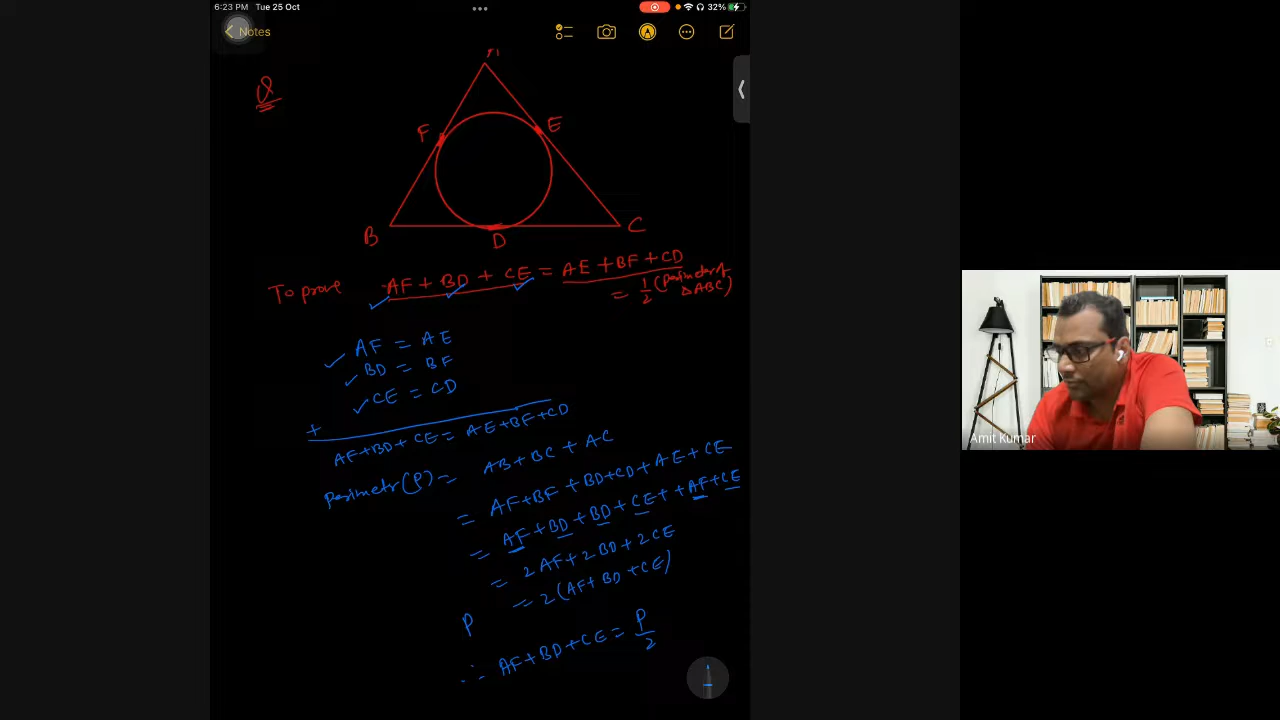 6:23 PM Tue 25 Oct
32%
Notes
Q
A
F
E
B
D
C
To prove AF + BD + CE = AE + BF + CD
= 1/2 (Perimeter of ΔABC)
AF = AE
BD = BF
CE = CD
+
AF+BD+CE = AE+BF+CD
Perimetr (P) = AB + BC + AC
= AF+BF + BD+CD + AE + CE
= AF + BD + BD + CE + + AF + CE
= 2AF + 2BD + 2CE
P = 2(AF + BD + CE)
∴ AF + BD + CE = P/2
Amit Kumar